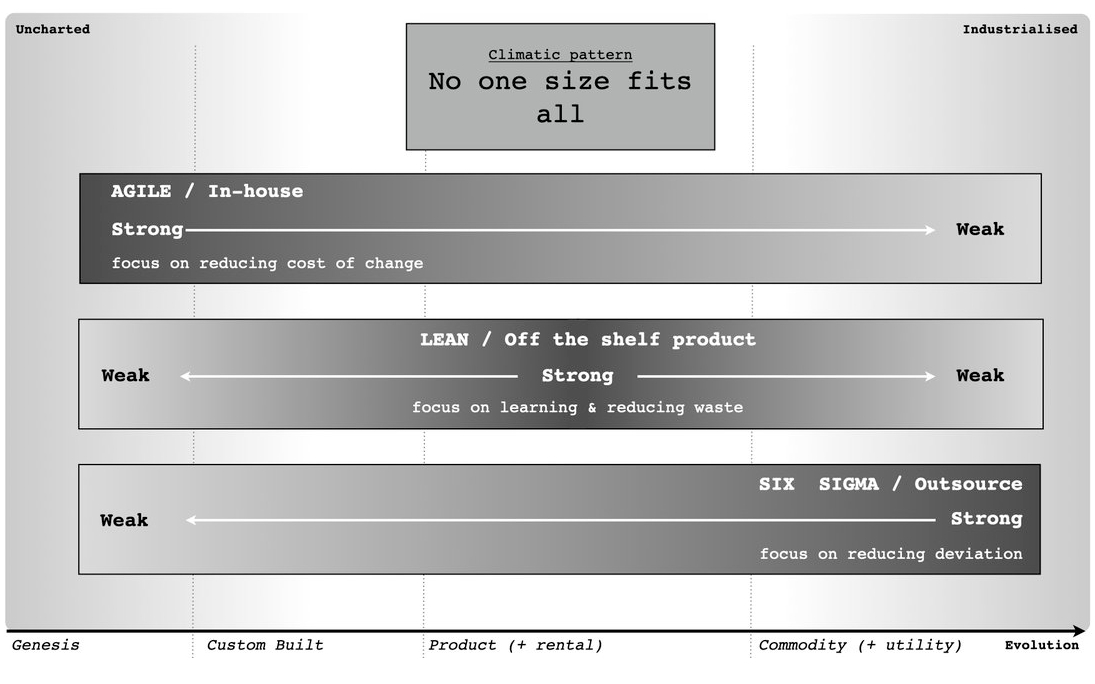 Uncharted
Industrialised
Climatic pattern
No one size fits
all
AGILE / In-house
Strong
Weak
focus on reducing cost of change
LEAN / Off the shelf product
Weak
Strong
Weak
focus on learning & reducing waste
SIX SIGMA / Outsource
Weak
Strong
focus on reducing deviation
Genesis
Custom Built
Product (+ rental)
Commodity (+ utility)
Evolution